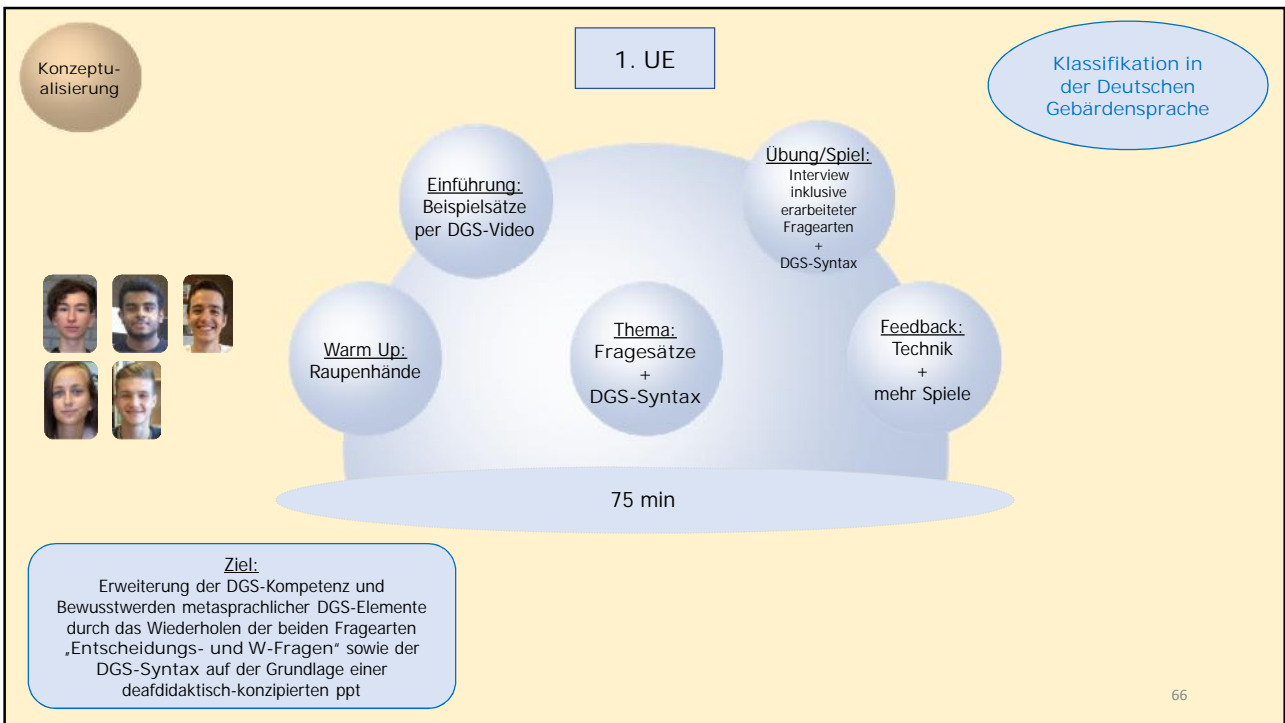 Konzeptu-
alisierung
1. UE
Klassifikation in
der Deutschen
Gebärdensprache
Einführung:
Beispielsätze
per DGS-Video
Übung/Spiel:
Interview
inklusive
erarbeiteter
Fragearten
+
DGS-Syntax
Warm Up:
Raupenhände
Thema:
Fragesätze
+
DGS-Syntax
Feedback:
Technik
+
mehr Spiele
75 min
Ziel:
Erweiterung der DGS-Kompetenz und
Bewusstwerden metasprachlicher DGS-Elemente
durch das Wiederholen der beiden Fragearten
„Entscheidungs- und W-Fragen“ sowie der
DGS-Syntax auf der Grundlage einer
deafdidaktisch-konzipierten ppt
66